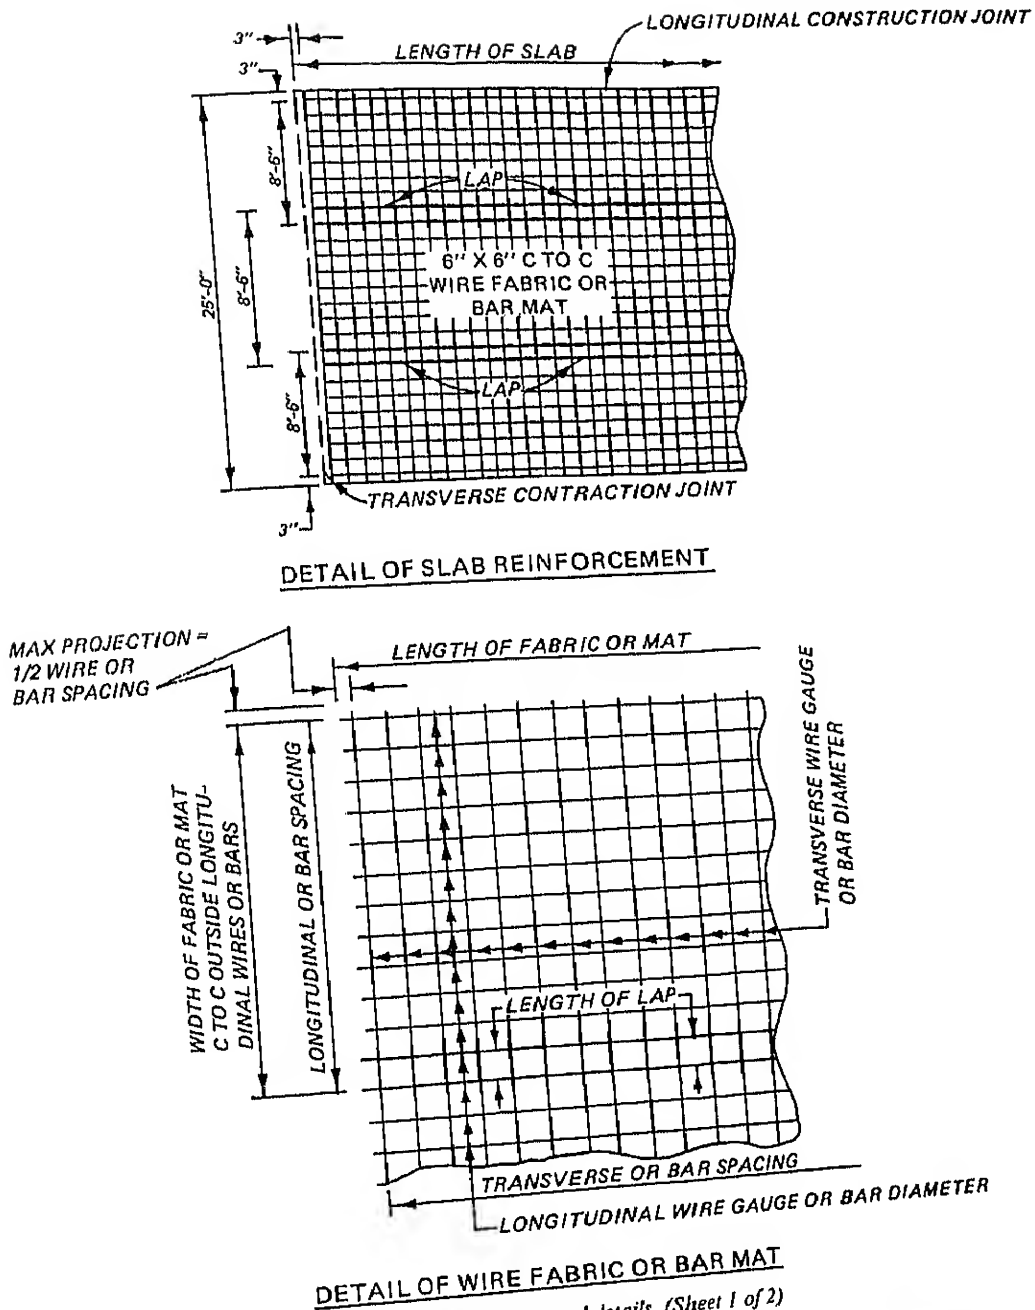 LONGITUDINAL CONSTRUCTION JOINT
3"
LENGTH OF SLAB
3"
8'-6"
LAP
25'-0"
8'-6"
6" X 6" C TO C
WIRE FABRIC OR
BAR MAT
8'-6"
LAP
TRANSVERSE CONTRACTION JOINT
3"
DETAIL OF SLAB REINFORCEMENT
MAX PROJECTION =
1/2 WIRE OR
BAR SPACING
LENGTH OF FABRIC OR MAT
WIDTH OF FABRIC OR MAT
C TO C OUTSIDE LONGITU-
DINAL WIRES OR BARS
LONGITUDINAL OR BAR SPACING
TRANSVERSE WIRE GAUGE
OR BAR DIAMETER
LENGTH OF LAP
TRANSVERSE OR BAR SPACING
LONGITUDINAL WIRE GAUGE OR BAR DIAMETER
DETAIL OF WIRE FABRIC OR BAR MAT
details. (Sheet 1 of 2)